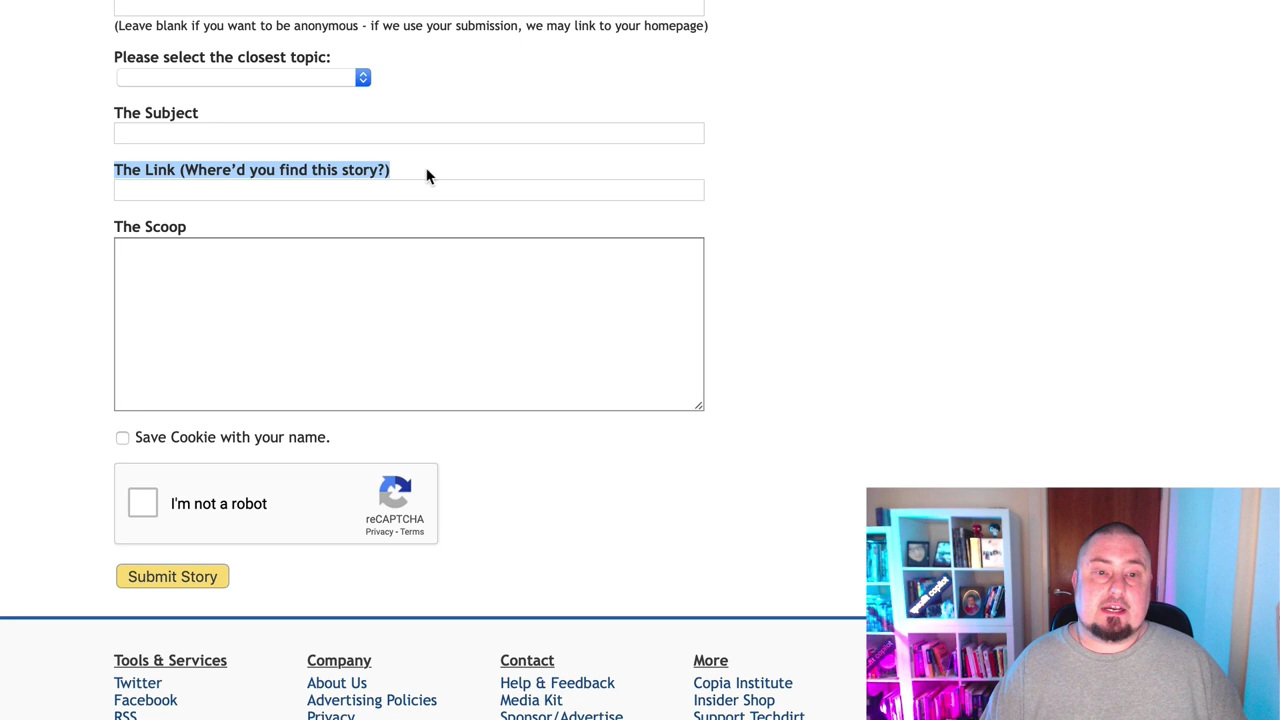 (Leave blank if you want to be anonymous - if we use your submission, we may link to your homepage)
Please select the closest topic:
The Subject
The Link (Where'd you find this story?)
The Scoop
Save Cookie with your name.
I'm not a robot
reCAPTCHA
Privacy - Terms
Submit Story
Tools & Services
Company
Contact
More
Twitter
About Us
Help & Feedback
Copia Institute
Facebook
Advertising Policies
Media Kit
Insider Shop
RSS
Privacy
Sponsor/Advertise
Support Techdirt